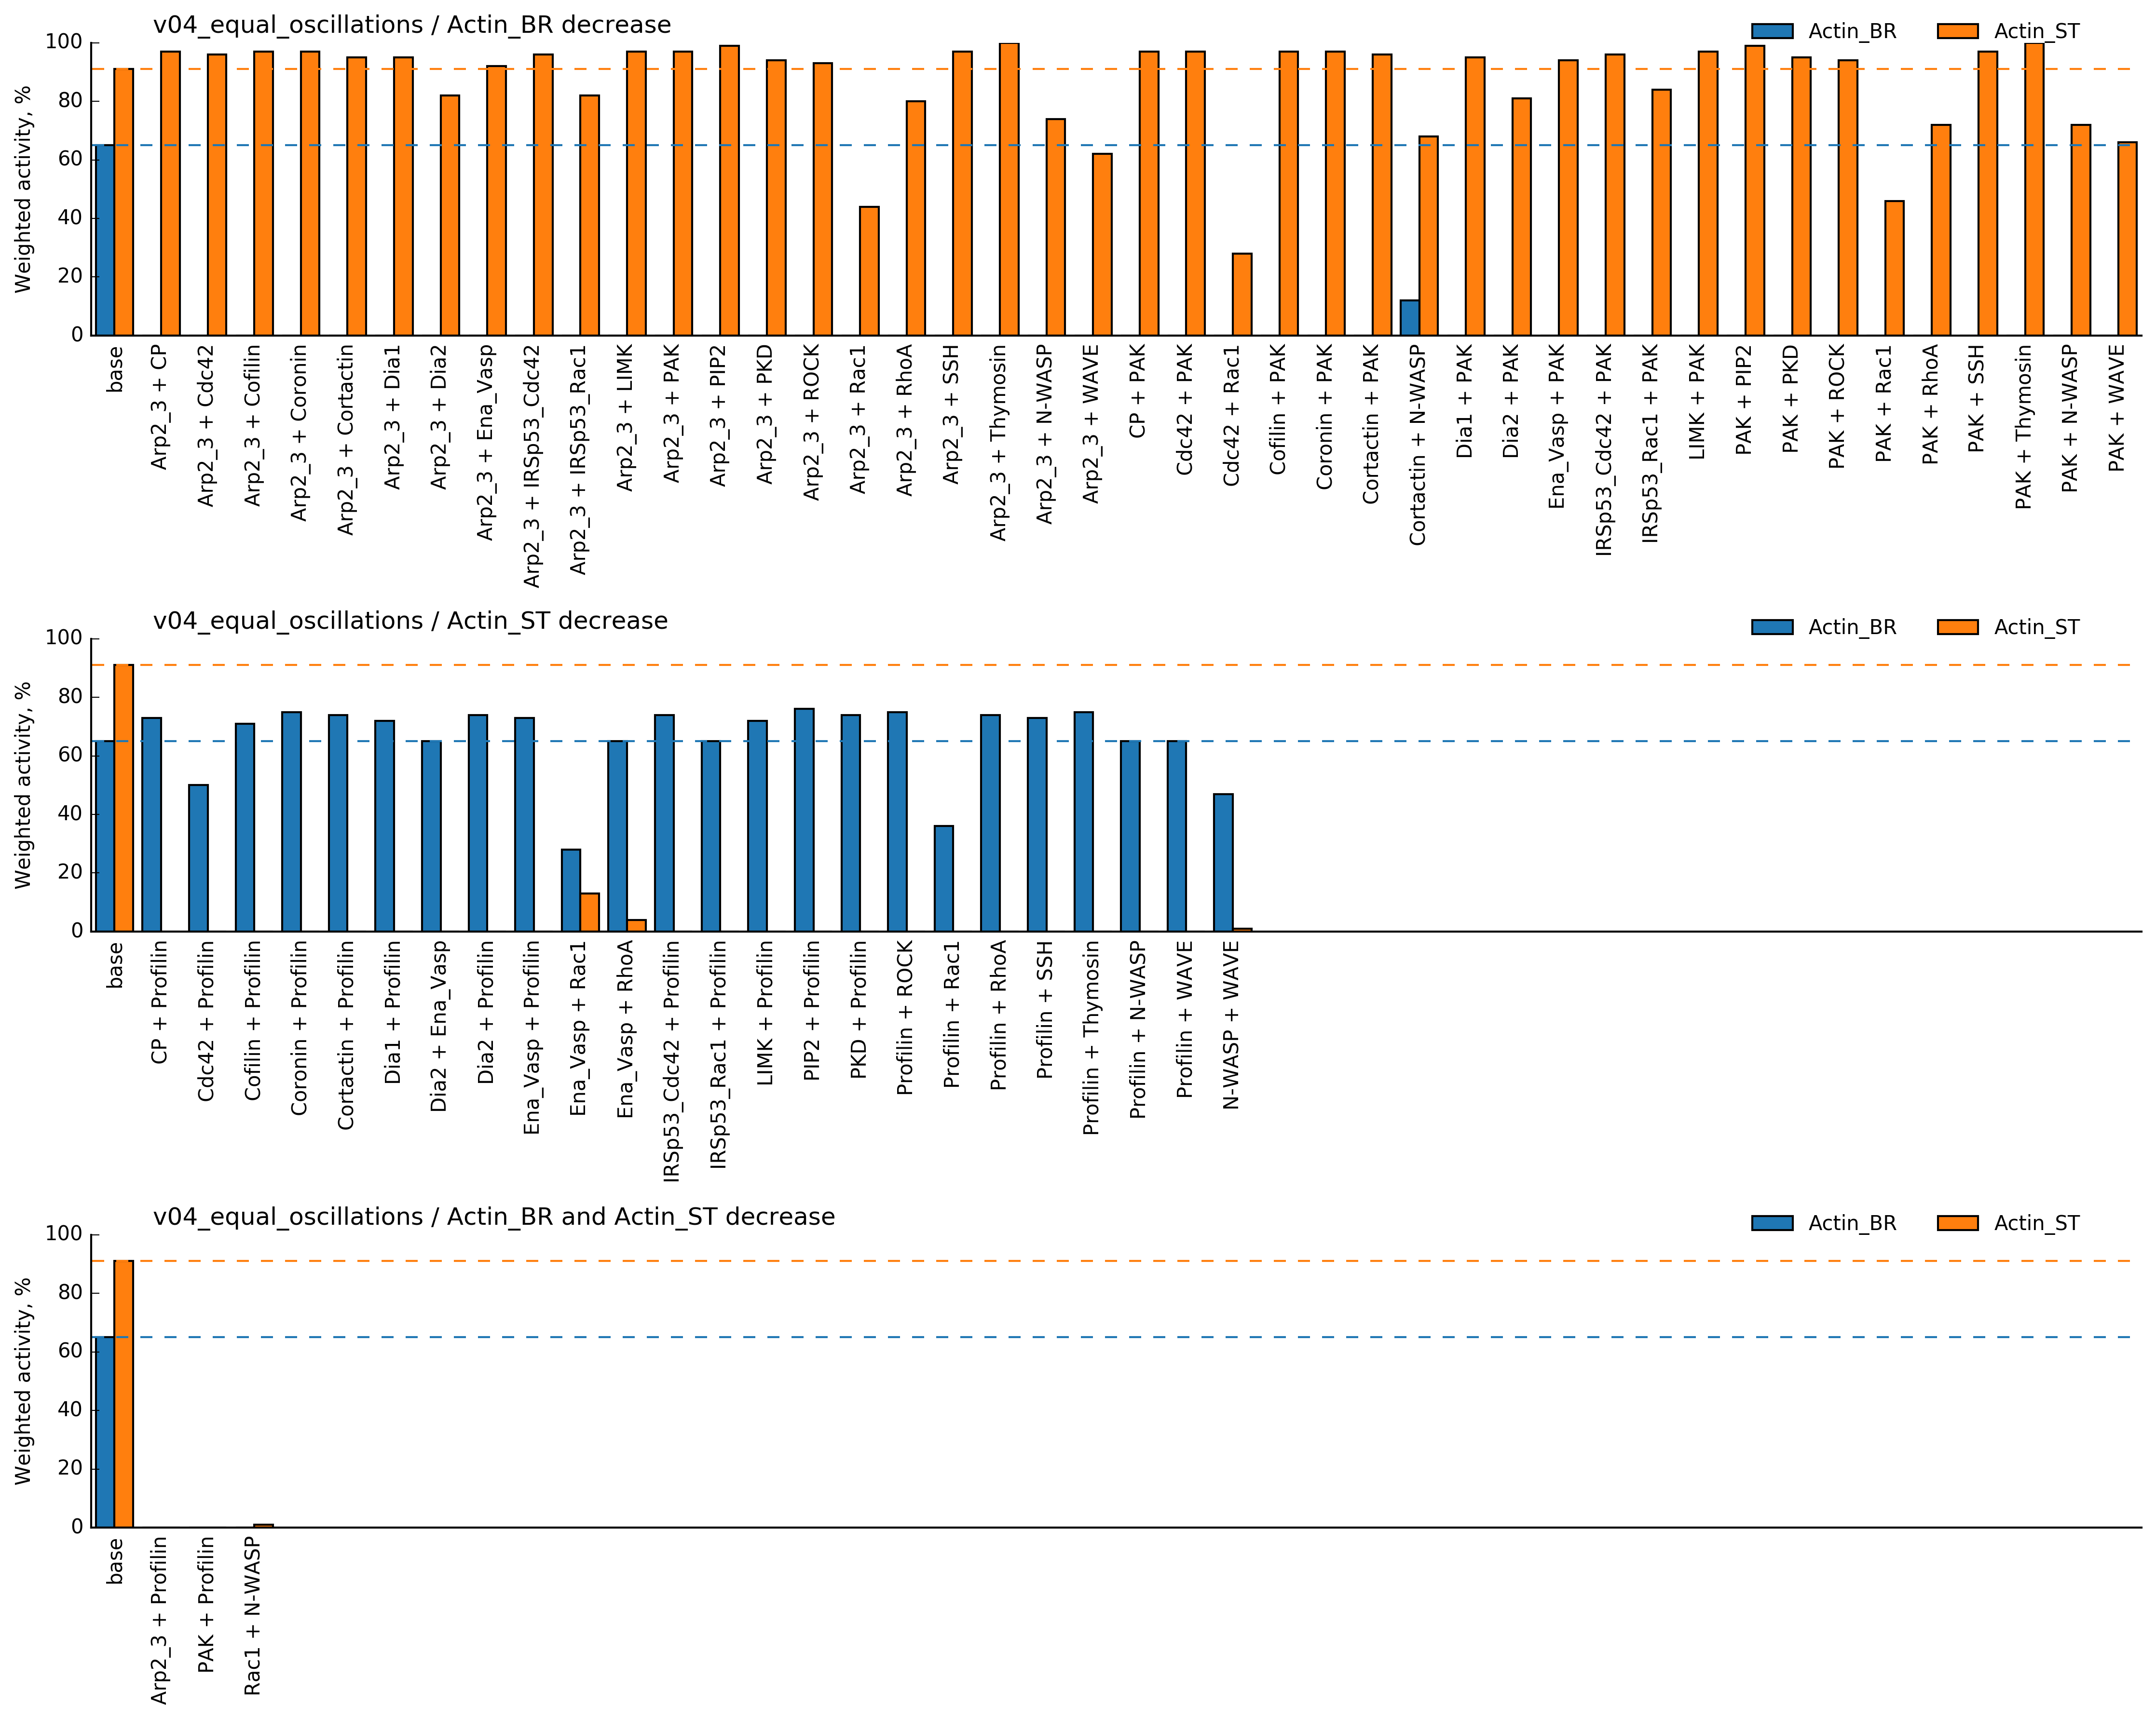 v04_equal_oscillations / Actin_BR decrease
Actin_BR
Actin_ST
Weighted activity, %
100
80
60
40
20
0
base
Arp2_3 + CP
Arp2_3 + Cdc42
Arp2_3 + Cofilin
Arp2_3 + Coronin
Arp2_3 + Cortactin
Arp2_3 + Dia1
Arp2_3 + Dia2
Arp2_3 + Ena_Vasp
Arp2_3 + IRSp53_Cdc42
Arp2_3 + IRSp53_Rac1
Arp2_3 + LIMK
Arp2_3 + PAK
Arp2_3 + PIP2
Arp2_3 + PKD
Arp2_3 + ROCK
Arp2_3 + Rac1
Arp2_3 + RhoA
Arp2_3 + SSH
Arp2_3 + Thymosin
Arp2_3 + N-WASP
Arp2_3 + WAVE
CP + PAK
Cdc42 + PAK
Cdc42 + Rac1
Cofilin + PAK
Coronin + PAK
Cortactin + PAK
Cortactin + N-WASP
Dia1 + PAK
Dia2 + PAK
Ena_Vasp + PAK
IRSp53_Cdc42 + PAK
IRSp53_Rac1 + PAK
LIMK + PAK
PAK + PIP2
PAK + PKD
PAK + ROCK
PAK + Rac1
PAK + RhoA
PAK + SSH
PAK + Thymosin
PAK + N-WASP
PAK + WAVE
v04_equal_oscillations / Actin_ST decrease
Actin_BR
Actin_ST
Weighted activity, %
100
80
60
40
20
0
base
CP + Profilin
Cdc42 + Profilin
Cofilin + Profilin
Coronin + Profilin
Cortactin + Profilin
Dia1 + Profilin
Dia2 + Ena_Vasp
Dia2 + Profilin
Ena_Vasp + Profilin
Ena_Vasp + Rac1
Ena_Vasp + RhoA
IRSp53_Cdc42 + Profilin
IRSp53_Rac1 + Profilin
LIMK + Profilin
PIP2 + Profilin
PKD + Profilin
Profilin + ROCK
Profilin + Rac1
Profilin + RhoA
Profilin + SSH
Profilin + Thymosin
Profilin + N-WASP
Profilin + WAVE
N-WASP + WAVE
v04_equal_oscillations / Actin_BR and Actin_ST decrease
Actin_BR
Actin_ST
Weighted activity, %
100
80
60
40
20
0
base
Arp2_3 + Profilin
PAK + Profilin
Rac1 + N-WASP